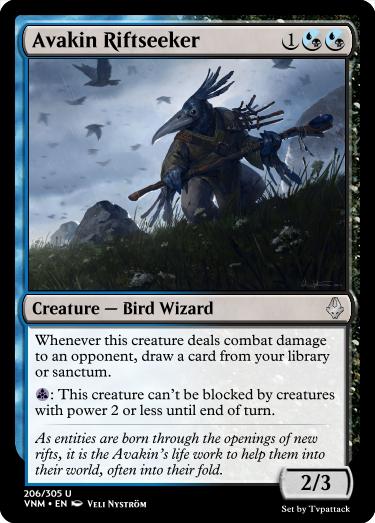 Avakin Riftseeker 1
Creature — Bird Wizard
Whenever this creature deals combat damage
to an opponent, draw a card from your library
or sanctum.
: This creature can't be blocked by creatures
with power 2 or less until end of turn.
As entities are born through the openings of new
rifts, it is the Avakin's life work to help them into
their world, often into their fold.
2/3
206/305 U
VNM • EN Veli Nyström
Set by Tvpattack